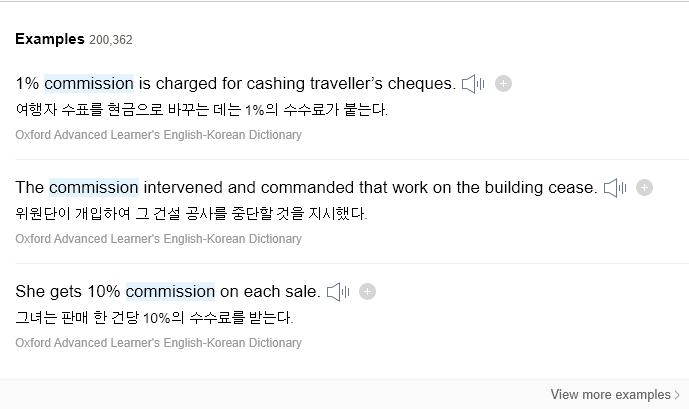 Examples 200,362
1% commission is charged for cashing traveller's cheques.
여행자 수표를 현금으로 바꾸는 데는 1%의 수수료가 붙는다.
Oxford Advanced Learner's English-Korean Dictionary
The commission intervened and commanded that work on the building cease.
위원단이 개입하여 그 건설 공사를 중단할 것을 지시했다.
Oxford Advanced Learner's English-Korean Dictionary
She gets 10% commission on each sale.
그녀는 판매 한 건당 10%의 수수료를 받는다.
Oxford Advanced Learner's English-Korean Dictionary
View more examples